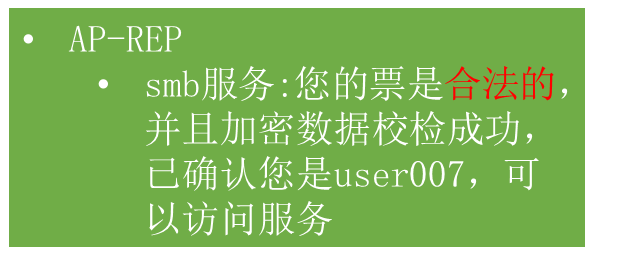 • AP-REP
• smb服务:您的票是合法的，
并且加密数据校检成功，
已确认您是user007，可
以访问服务